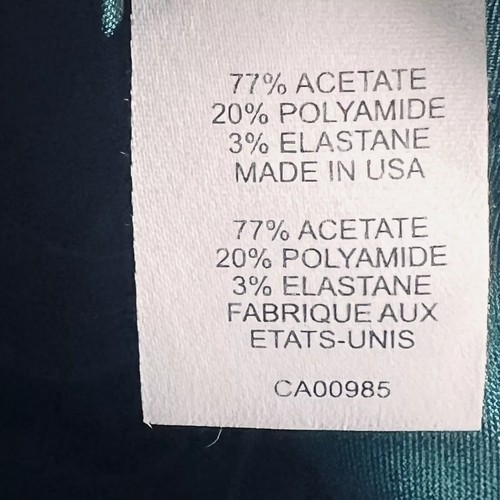 77% ACETATE
20% POLYAMIDE
3% ELASTANE
MADE IN USA
77% ACETATE
20% POLYAMIDE
3% ELASTANE
FABRIQUE AUX
ETATS-UNIS
CA00985